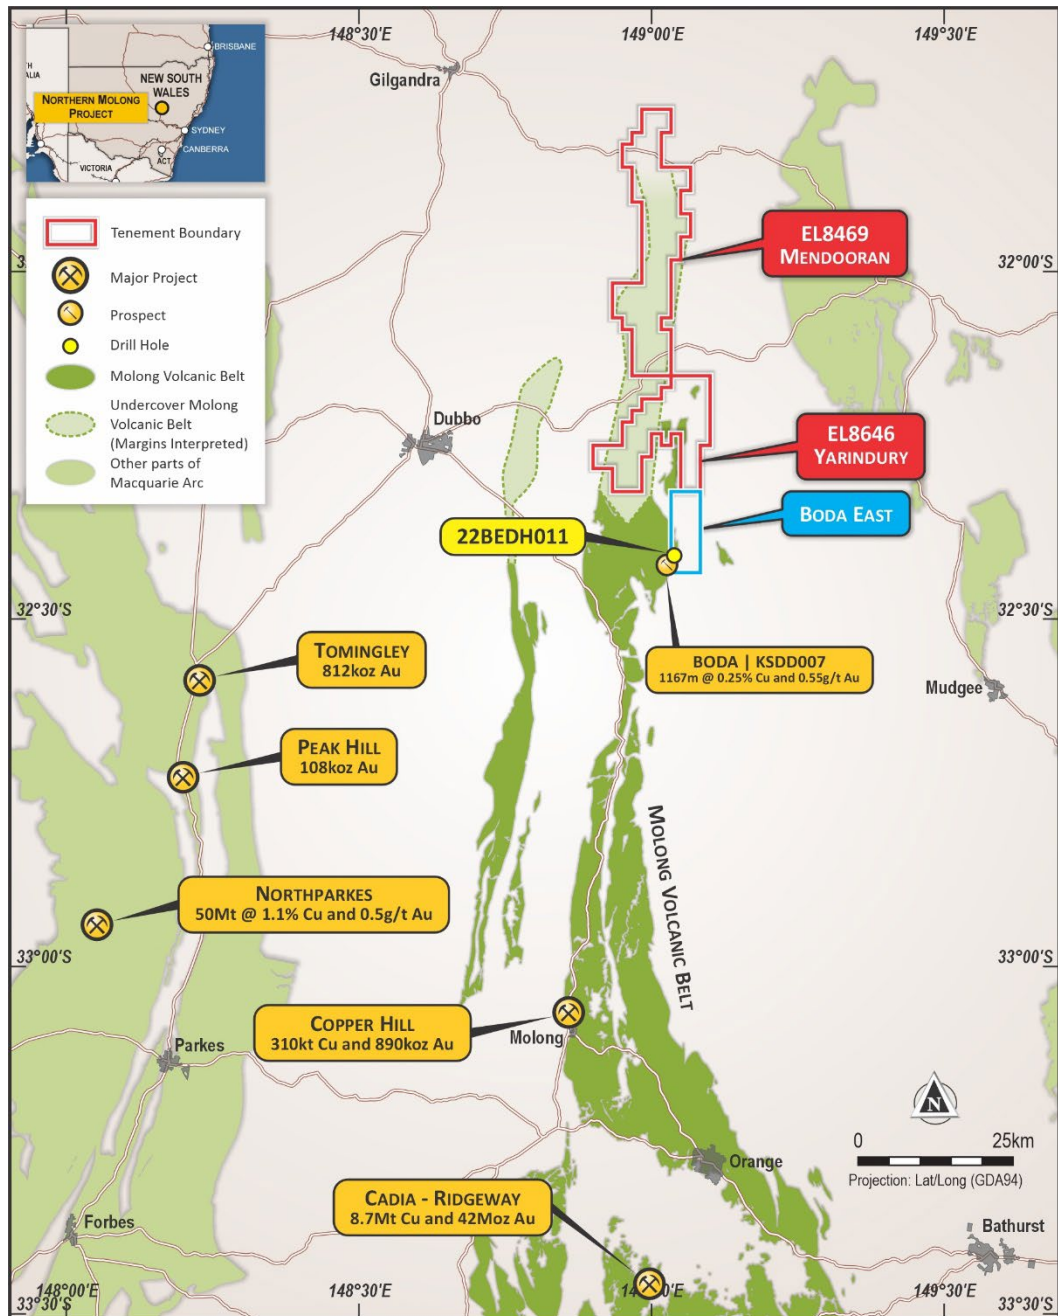 148°30'E
149°00'E
149°30'E
BRISBANE
NEW SOUTH
WALES
NORTHERN MOLONG
PROJECT
SYDNEY
CANBERRA
ACT
VICTORIA
Gilgandra
Tenement Boundary
Major Project
Prospect
Drill Hole
Molong Volcanic Belt
Undercover Molong
Volcanic Belt
(Margins Interpreted)
Other parts of
Macquarie Arc
EL8469
MENDOORAN
32°00'S
Dubbo
EL8646
YARINDURY
BODA EAST
22BEDH011
32°30'S
32°30'S
TOMINGLEY
812koz Au
BODA | KSDD007
1167m @ 0.25% Cu and 0.55g/t Au
Mudgee
PEAK HILL
108koz Au
MOLONG VOLCANIC BELT
NORTHPARKES
50Mt @ 1.1% Cu and 0.5g/t Au
33°00'S
33°00'S
COPPER HILL
310kt Cu and 890koz Au
Molong
Parkes
N
0 25km
Projection: Lat/Long (GDA94)
Orange
CADIA - RIDGEWAY
8.7Mt Cu and 42Moz Au
Forbes
Bathurst
148°00'E
148°30'E
149°30'E
33°30'S
33°30'S